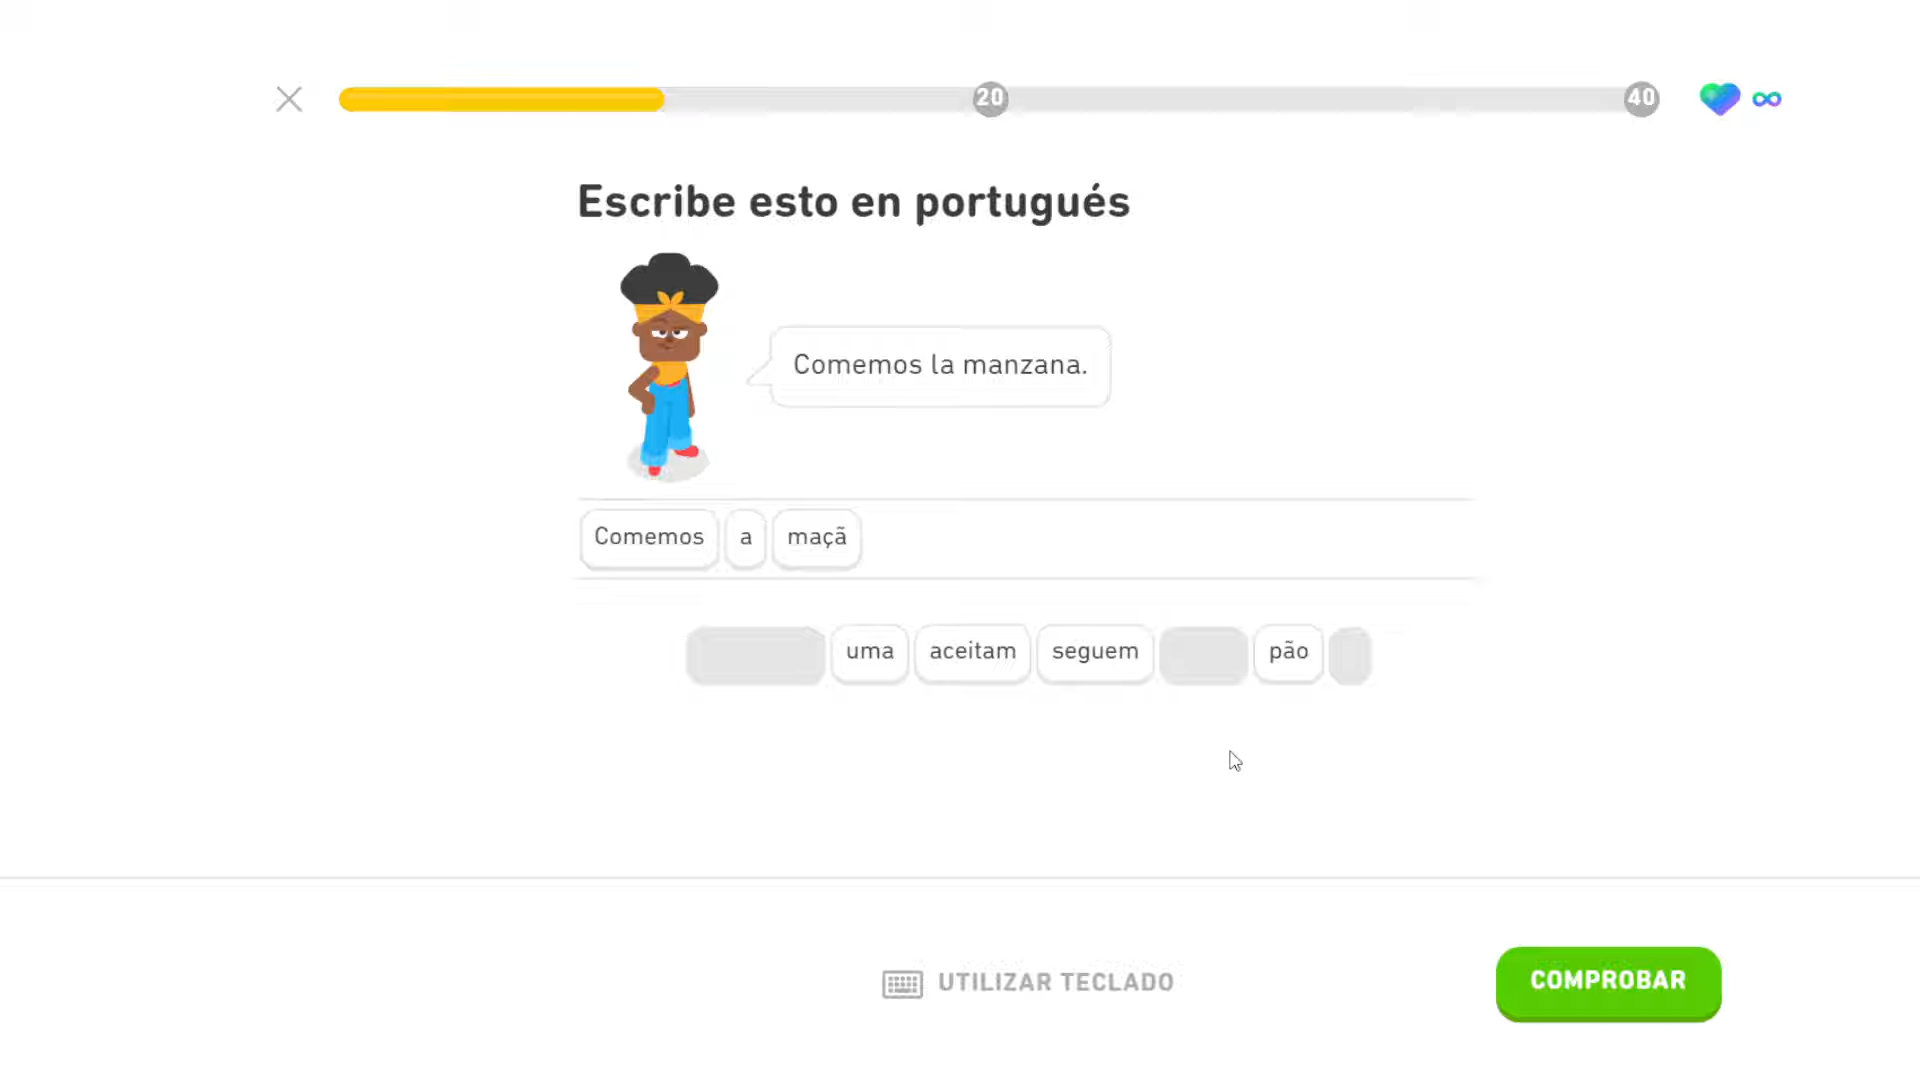 20
40
Escribe esto en portugués
Comemos la manzana.
Comemos a maçã
uma aceitam seguem pão
UTILIZAR TECLADO
COMPROBAR